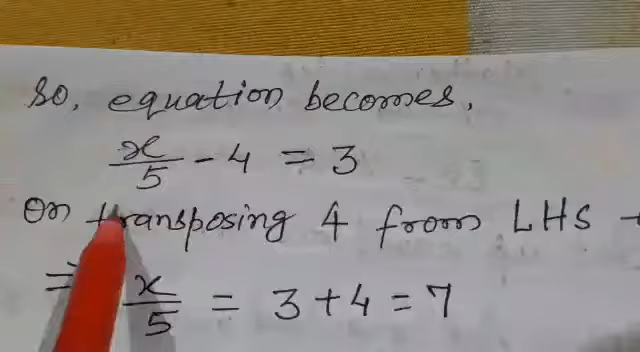 So, equation becomes,
x/5 - 4 = 3
On transposing 4 from LHS
⇒ x/5 = 3 + 4 = 7